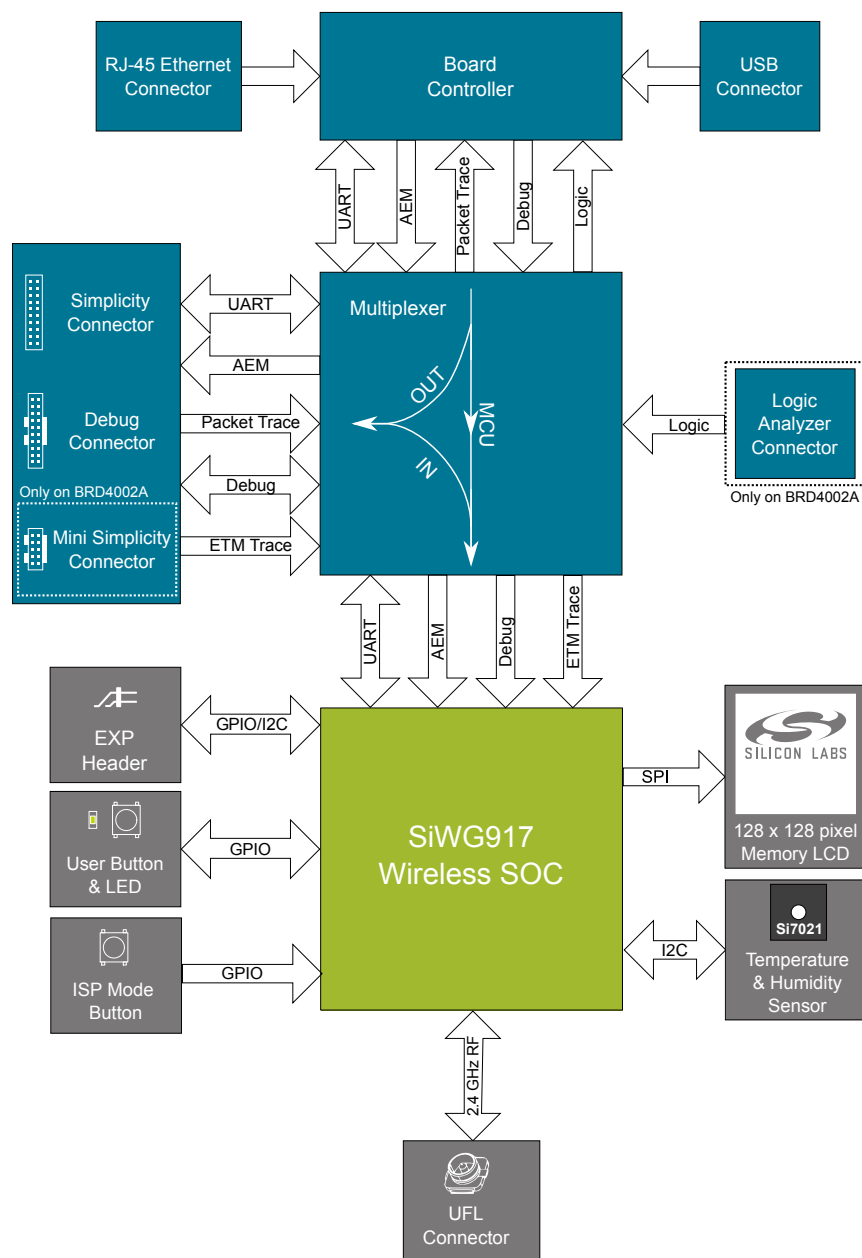 RJ-45 Ethernet
Connector
Board
Controller
USB
Connector
UART
AEM
Packet Trace
Debug
Logic
Simplicity
Connector
Debug
Connector
Only on BRD4002A
Mini Simplicity
Connector
UART
AEM
Packet Trace
Debug
ETM Trace
Multiplexer
OUT
MCU
IN
Logic
Logic
Analyzer
Connector
Only on BRD4002A
UART
AEM
Debug
ETM Trace
EXP
Header
GPIO/I2C
User Button
& LED
GPIO
ISP Mode
Button
GPIO
SiWG917
Wireless SOC
SPI
SILICON LABS
128 x 128 pixel
Memory LCD
I2C
Si7021
Temperature
& Humidity
Sensor
2.4 GHz RF
UFL
Connector